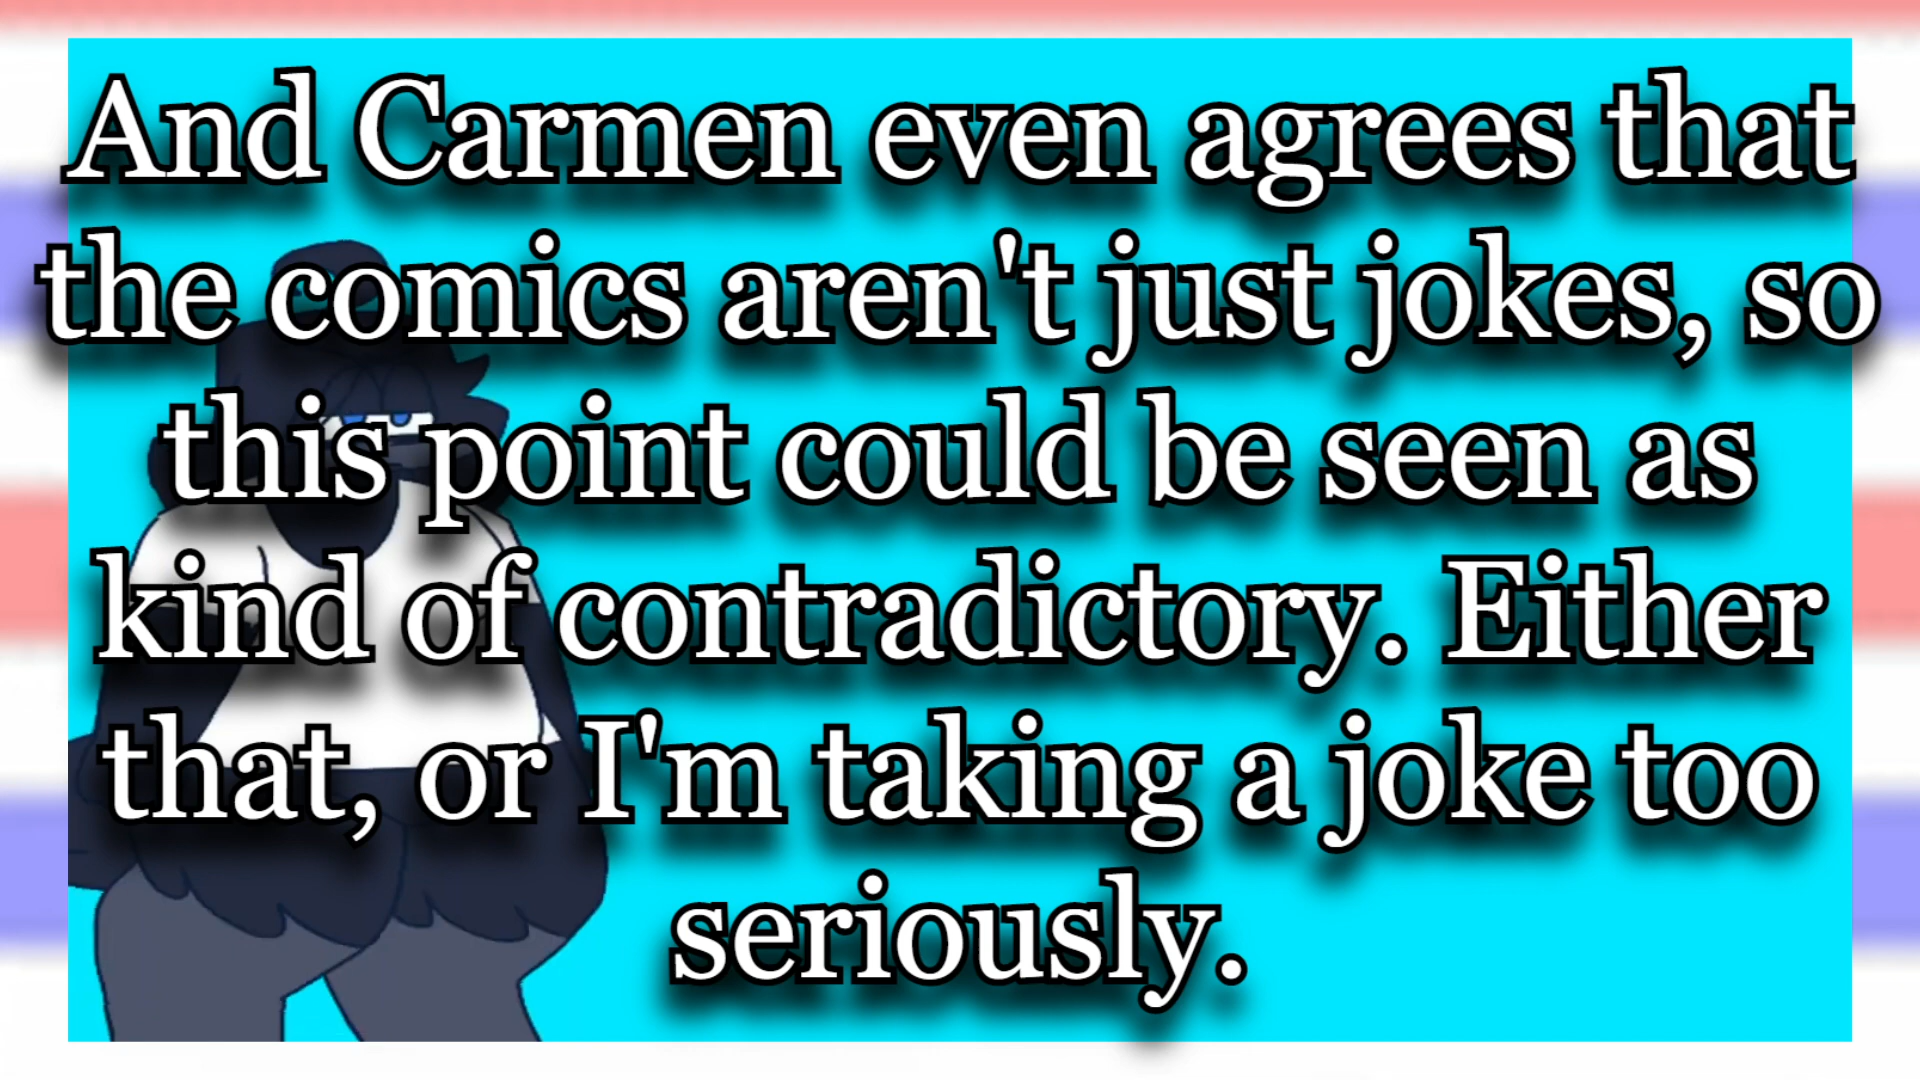 And Carmen even agrees that
the comics aren't just jokes, so
this point could be seen as
kind of contradictory. Either
that, or I'm taking a joke too
seriously.